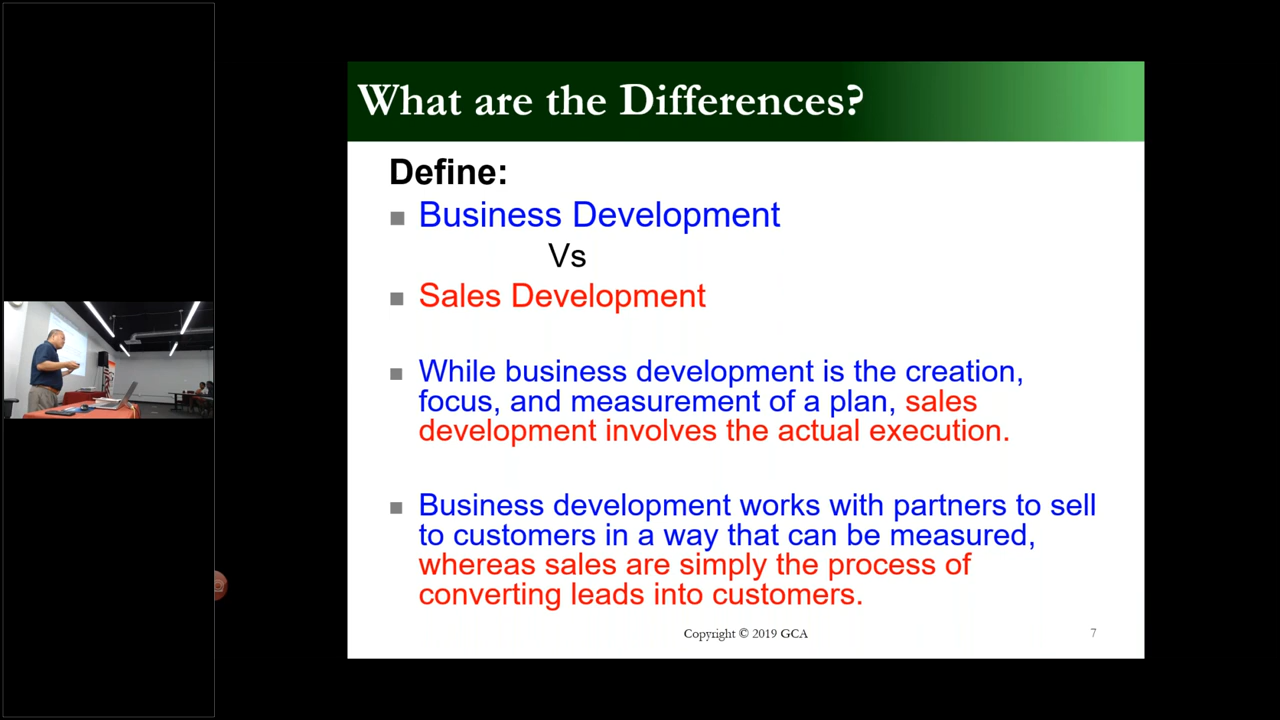 What are the Differences?
Define:
Business Development
Vs
Sales Development
While business development is the creation,
focus, and measurement of a plan, sales
development involves the actual execution.
Business development works with partners to sell
to customers in a way that can be measured,
whereas sales are simply the process of
converting leads into customers.
Copyright © 2019 GCA
7